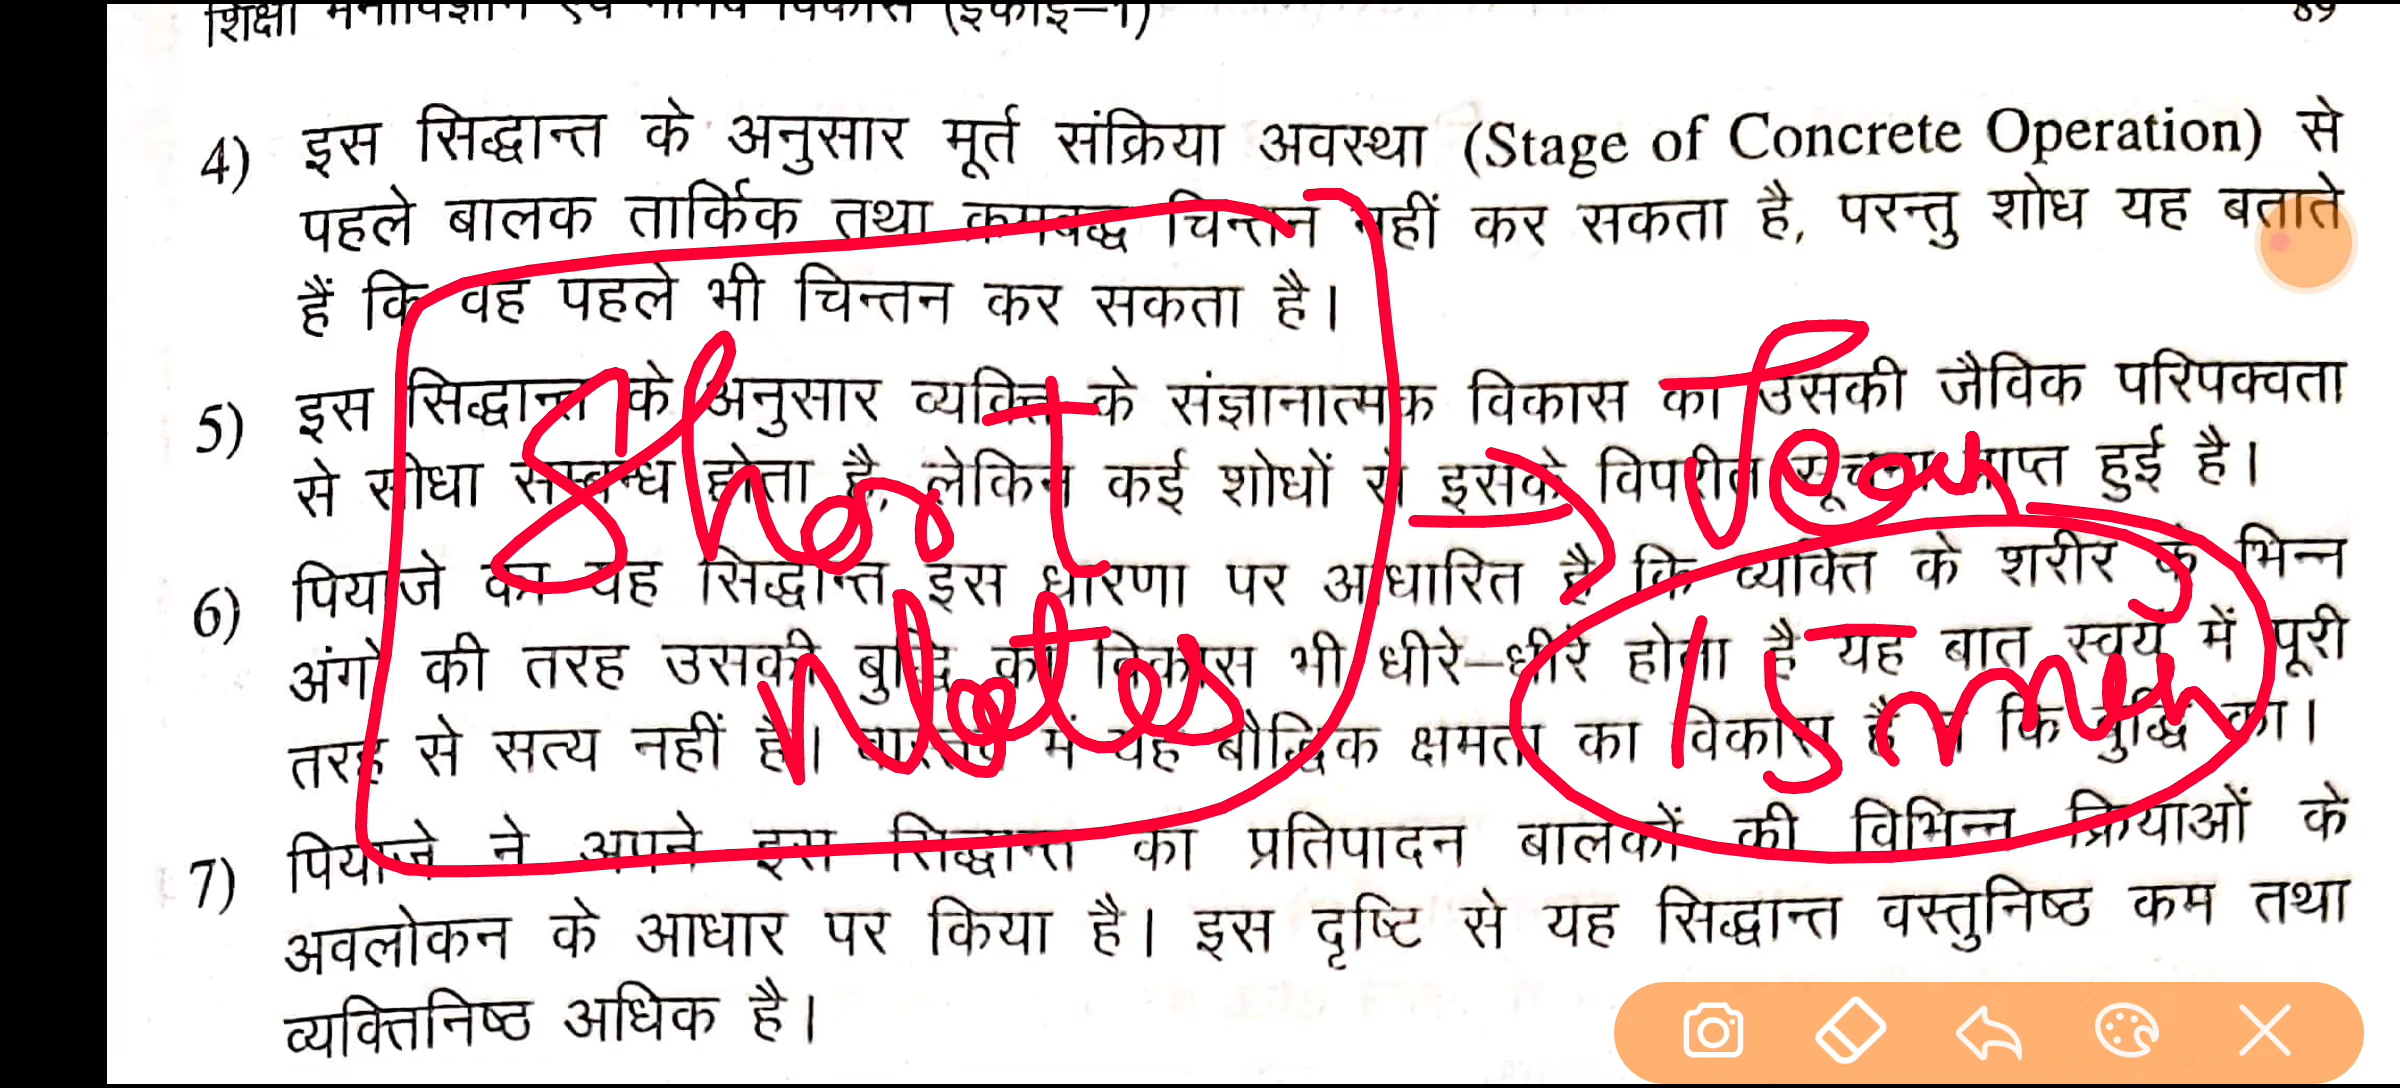 शिक्षा मनोविज्ञान एवं मानव विकास (इकाई–1) 89
4) इस सिद्धान्त के अनुसार मूर्त संक्रिया अवस्था (Stage of Concrete Operation) से
पहले बालक तार्किक तथा क्रमबद्ध चिन्तन नहीं कर सकता है, परन्तु शोध यह बताते
हैं कि वह पहले भी चिन्तन कर सकता है।
5) इस सिद्धान्त के अनुसार व्यक्ति के संज्ञानात्मक विकास का उसकी जैविक परिपक्वता
से सीधा सम्बन्ध होता है, लेकिन कई शोधों से इसके विपरीत सूचना प्राप्त हुई है।
6) पियाजे का यह सिद्धान्त इस धारणा पर आधारित है कि व्यक्ति के शरीर के भिन्न
अंगों की तरह उसकी बुद्धि का विकास भी धीरे–धीरे होता है यह बात स्वयं में पूरी
तरह से सत्य नहीं है। वास्तव में यह बौद्धिक क्षमता का विकास है न कि बुद्धि का।
7) पियाजे ने अपने इस सिद्धान्त का प्रतिपादन बालकों की विभिन्न क्रियाओं के
अवलोकन के आधार पर किया है। इस दृष्टि से यह सिद्धान्त वस्तुनिष्ठ कम तथा
व्यक्तिनिष्ठ अधिक है।
Short
Notes
15 min